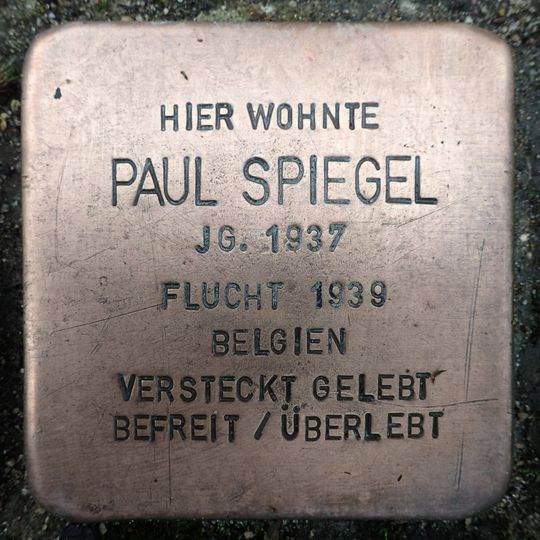 HIER WOHNTE
PAUL SPIEGEL
JG. 1937
FLUCHT 1939
BELGIEN
VERSTECKT GELEBT
BEFREIT / ÜBERLEBT